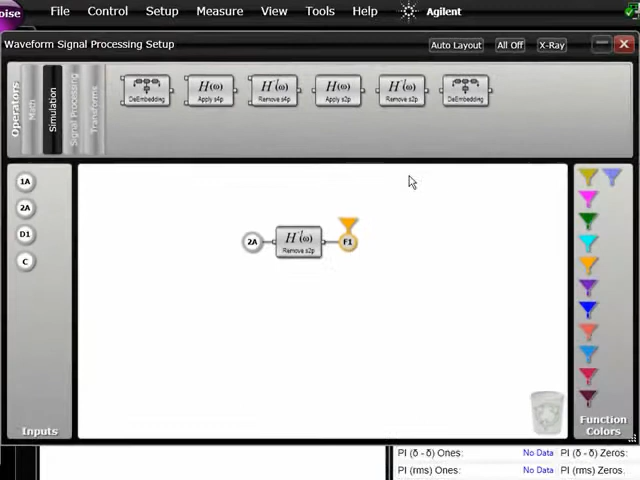 oise
File Control Setup Measure View Tools Help Agilent
Waveform Signal Processing Setup
Auto Layout All Off X-Ray
Operators
Math
Simulation
Signal Processing
Transforms
DeEmbedding
H(ω)
Apply s4p
H⁻(ω)
Remove s4p
H(ω)
Apply s2p
H⁻(ω)
Remove s2p
DeEmbedding
1A
2A
D1
C
2A
H⁻(ω)
Remove s2p
F1
Inputs
Function
Colors
PI (δ - δ) Ones: No Data PI (δ - δ) Zeros:
PI (rms) Ones: No Data PI (rms) Zeros: